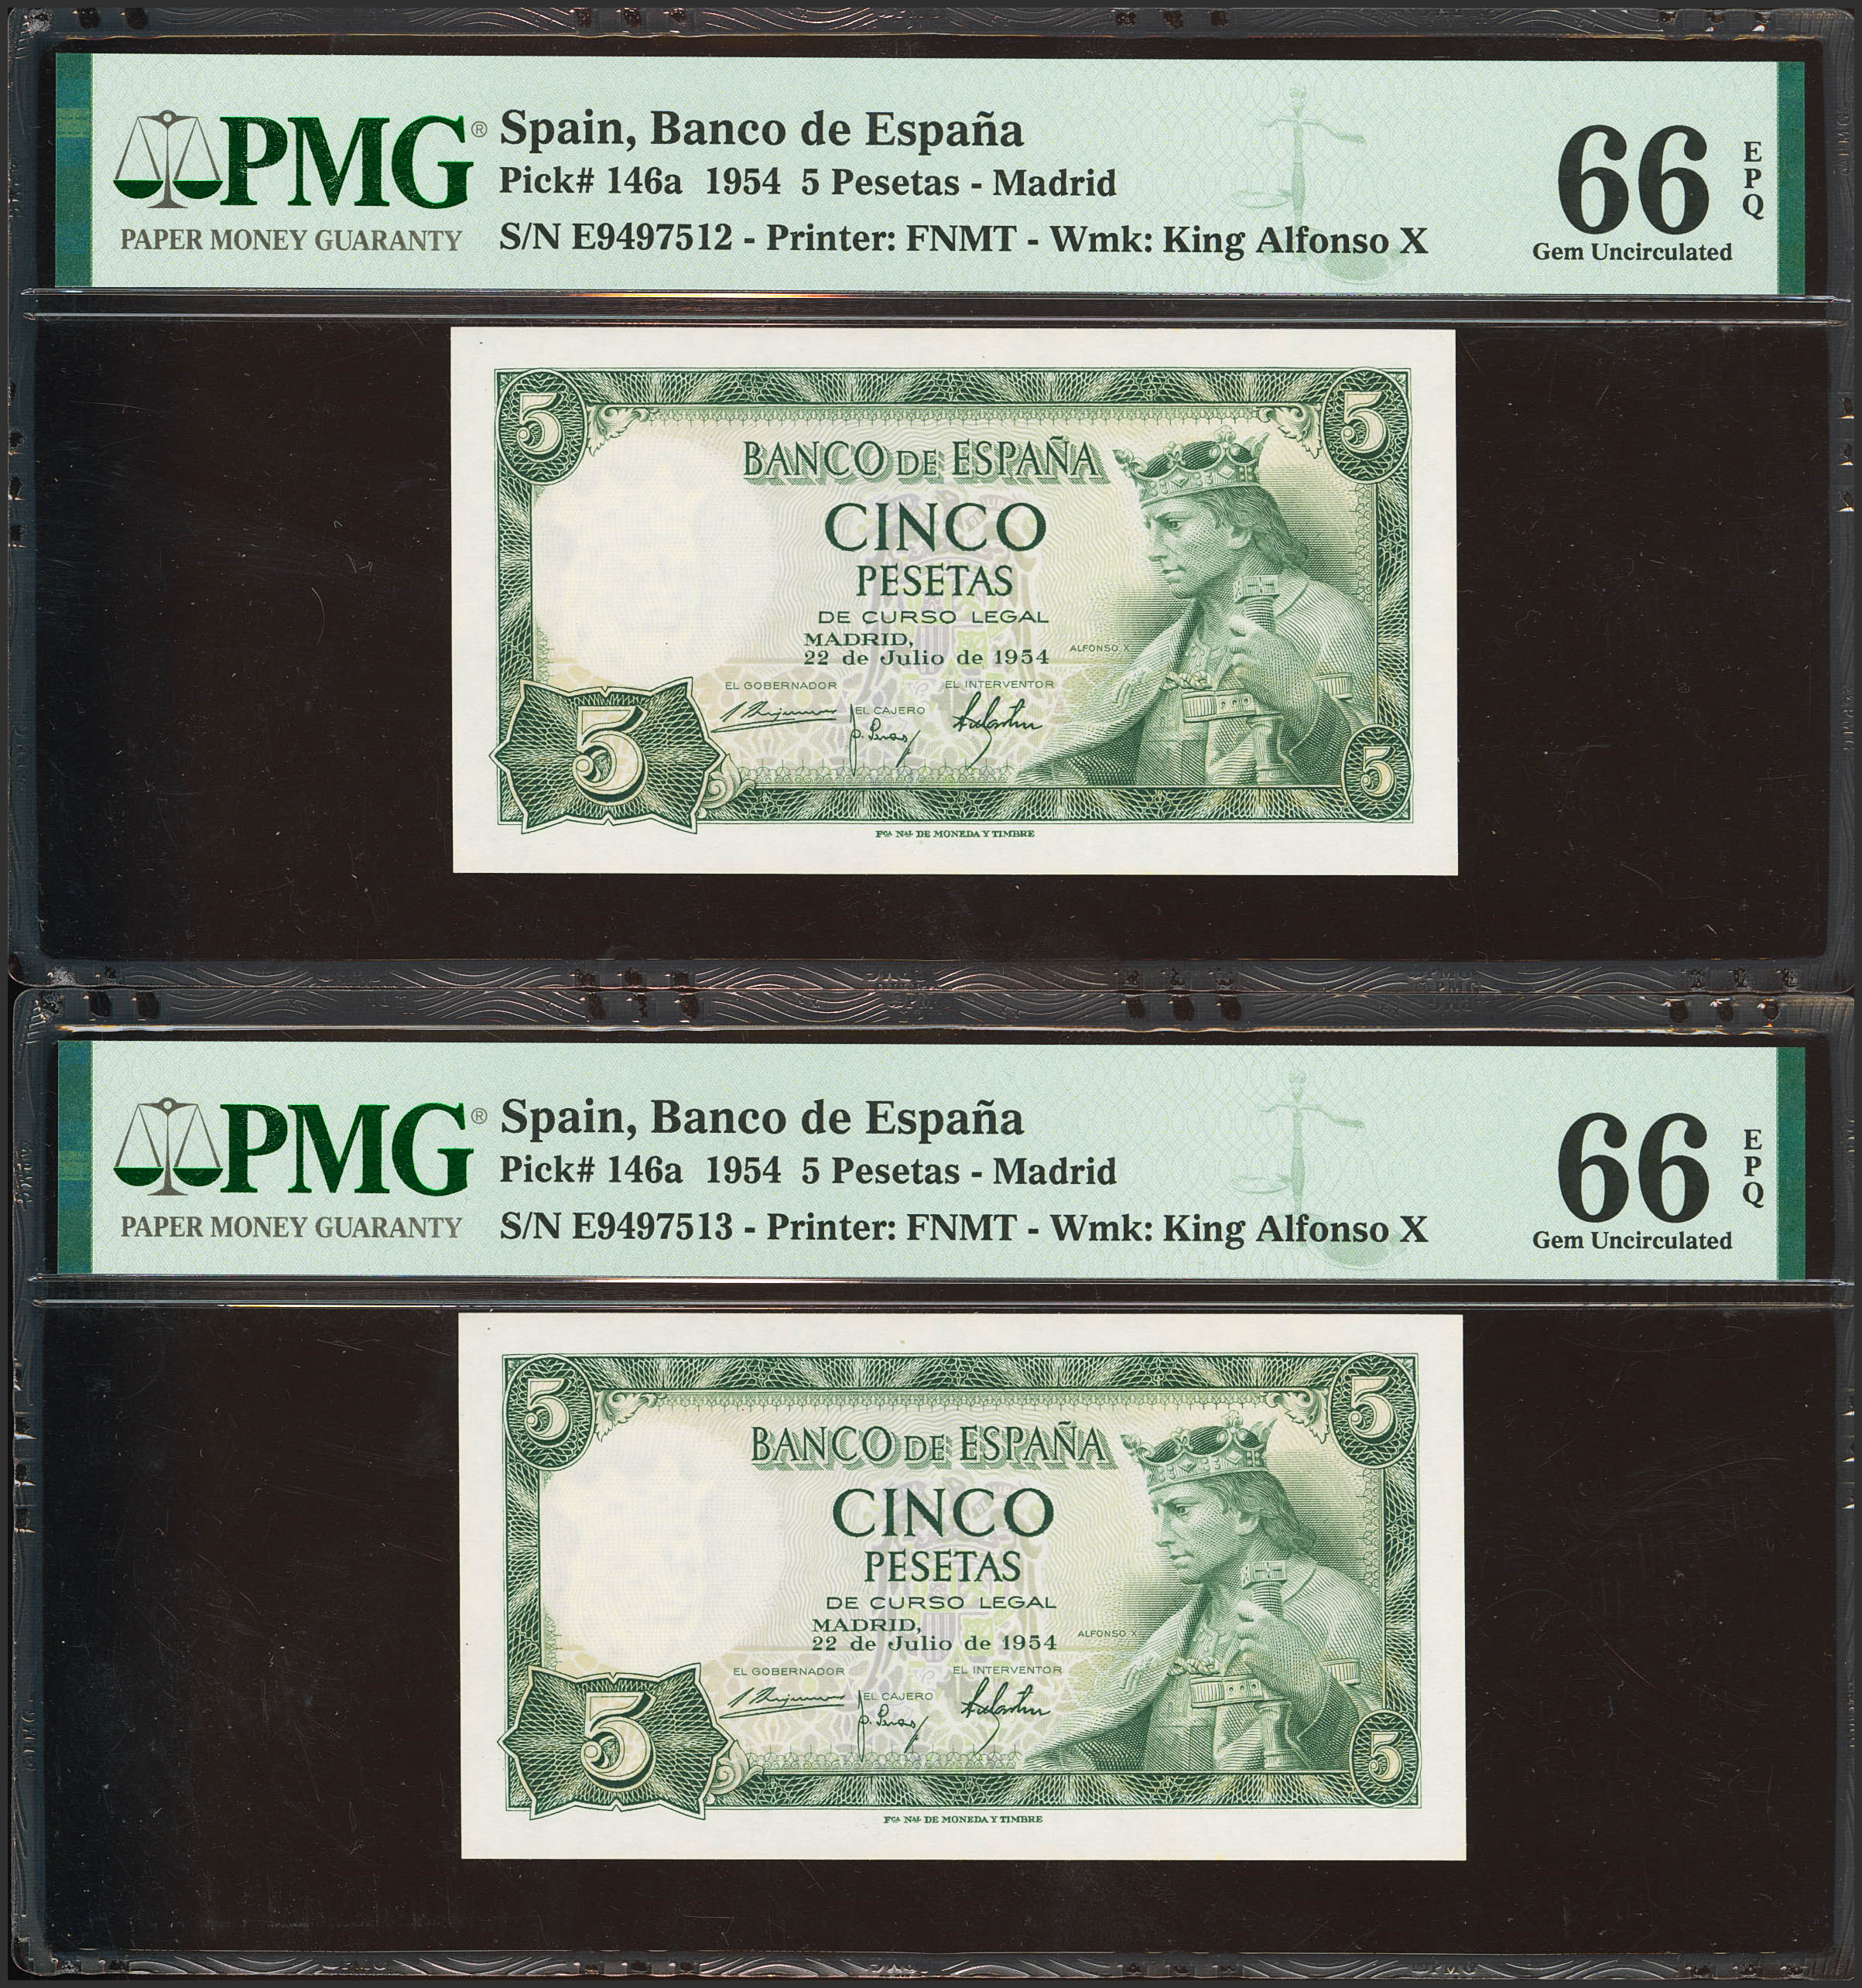 PMG®
PAPER MONEY GUARANTY
Spain, Banco de España
Pick# 146a 1954 5 Pesetas - Madrid
S/N E9497512 - Printer: FNMT - Wmk: King Alfonso X
66
EPQ
Gem Uncirculated
5
5
BANCO DE ESPAÑA
CINCO
PESETAS
DE CURSO LEGAL
MADRID,
22 de Julio de 1954
ALFONSO X
EL GOBERNADOR
EL INTERVENTOR
EL CAJERO
5
5
FCA NAL DE MONEDA Y TIMBRE
PMG
PMG®
PAPER MONEY GUARANTY
Spain, Banco de España
Pick# 146a 1954 5 Pesetas - Madrid
S/N E9497513 - Printer: FNMT - Wmk: King Alfonso X
66
EPQ
Gem Uncirculated
5
5
BANCO DE ESPAÑA
CINCO
PESETAS
DE CURSO LEGAL
MADRID,
22 de Julio de 1954
ALFONSO X
EL GOBERNADOR
EL INTERVENTOR
EL CAJERO
5
5
FCA NAL DE MONEDA Y TIMBRE
PMG